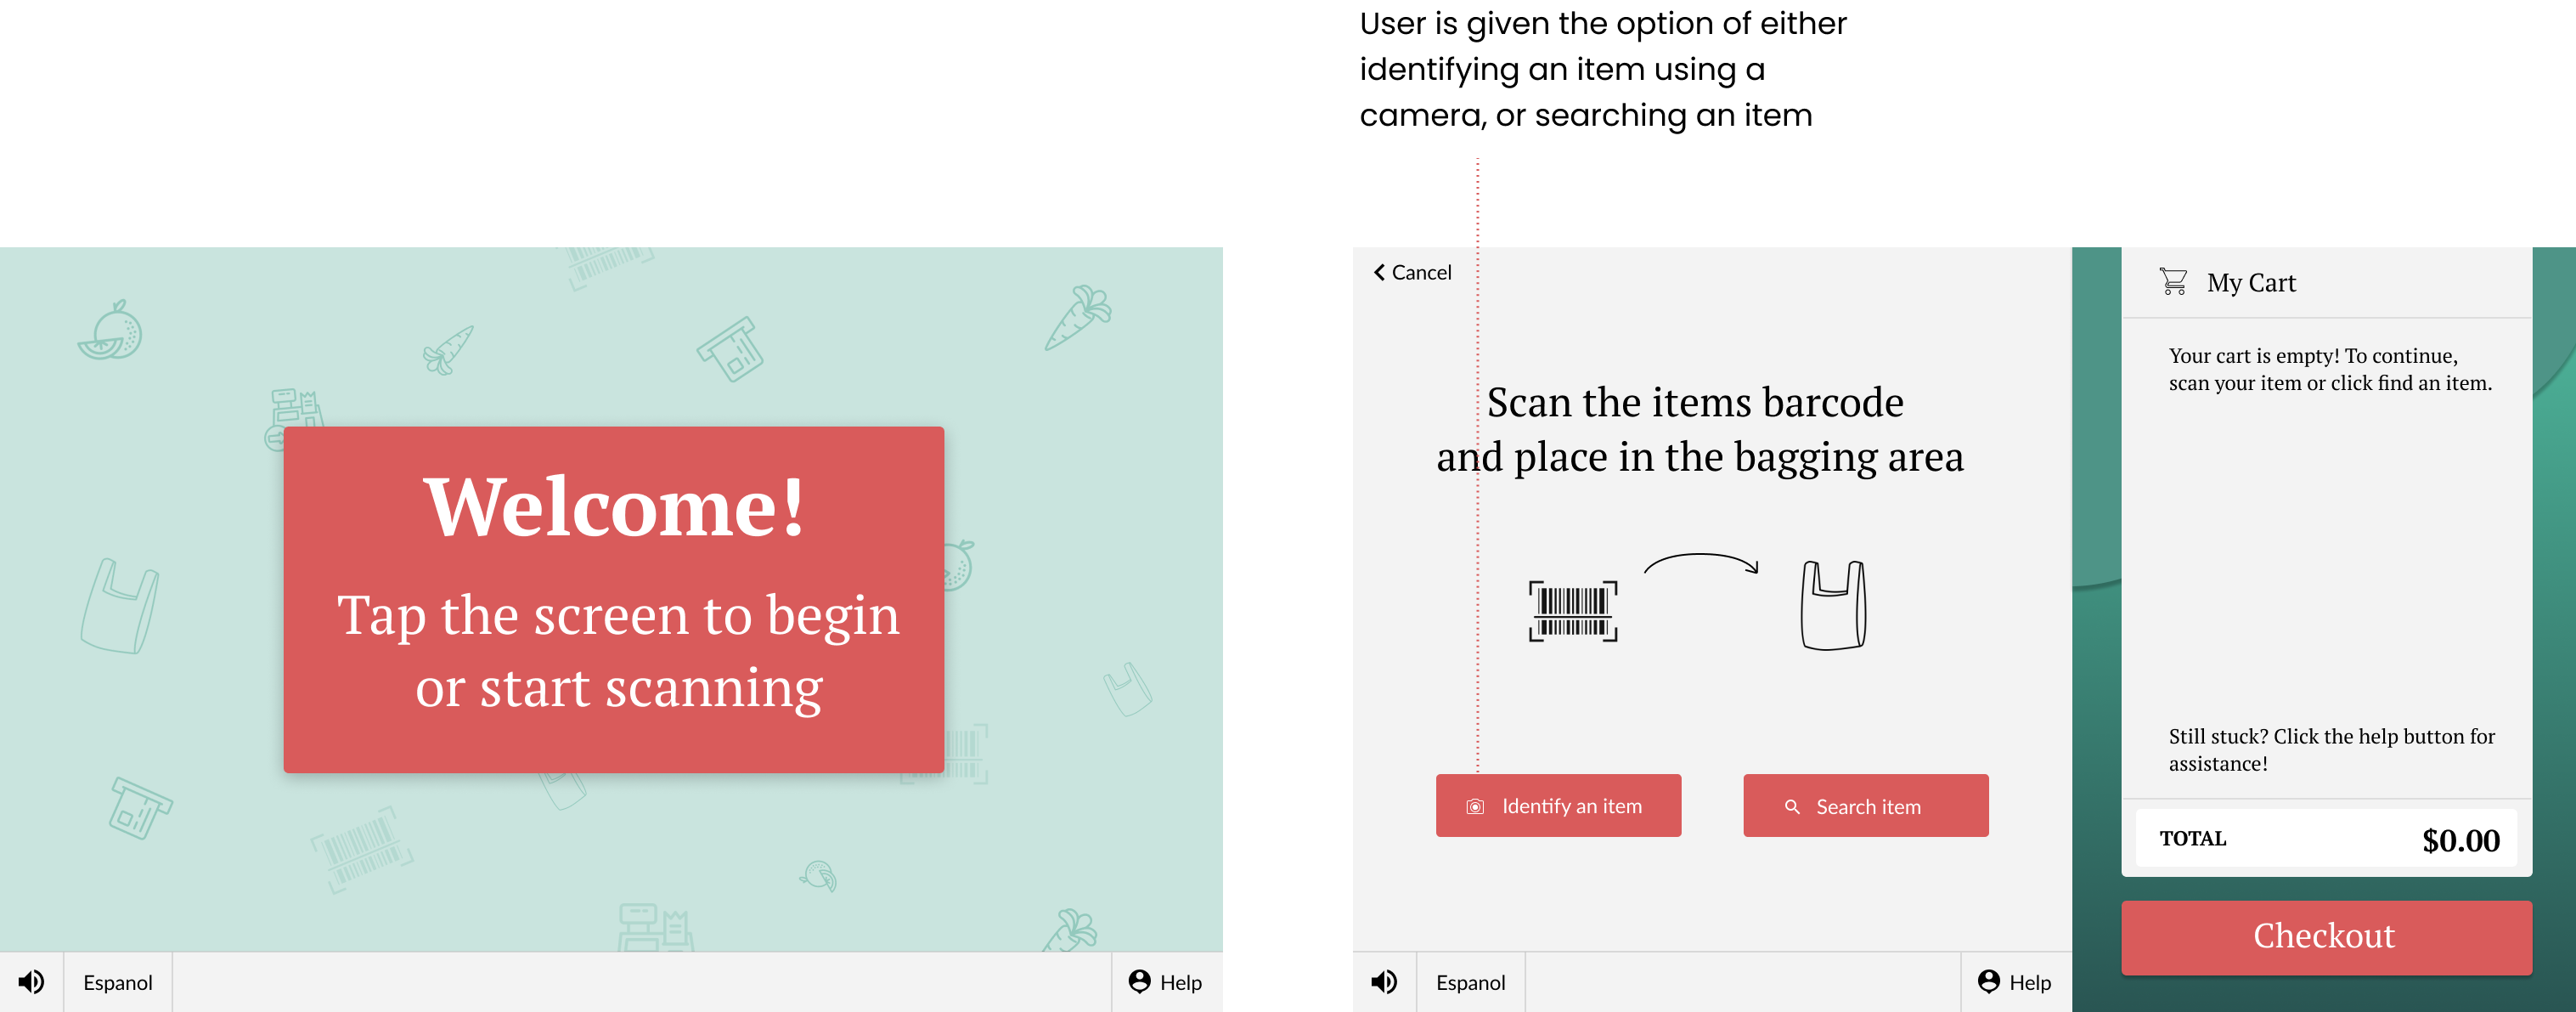 User is given the option of either
identifying an item using a
camera, or searching an item
Welcome!
Tap the screen to begin
or start scanning
Espanol
Help
Cancel
Scan the items barcode
and place in the bagging area
Identify an item
Search item
Espanol
Help
My Cart
Your cart is empty! To continue,
scan your item or click find an item.
Still stuck? Click the help button for
assistance!
TOTAL $0.00
Checkout